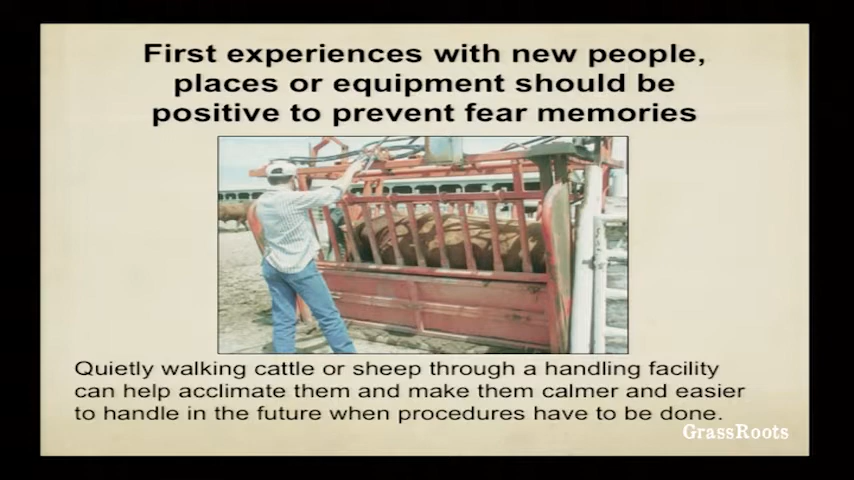 First experiences with new people,
places or equipment should be
positive to prevent fear memories
Quietly walking cattle or sheep through a handling facility
can help acclimate them and make them calmer and easier
to handle in the future when procedures have to be done.
GrassRoots